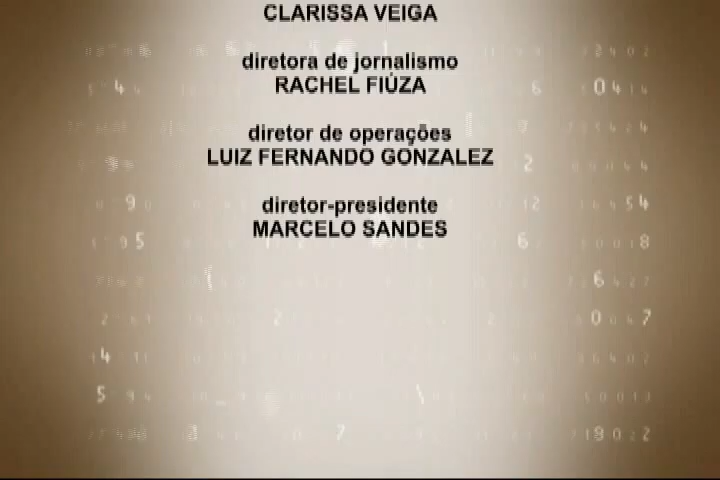 CLARISSA VEIGA
diretora de jornalismo
RACHEL FIÚZA
diretor de operações
LUIZ FERNANDO GONZALEZ
diretor-presidente
MARCELO SANDES